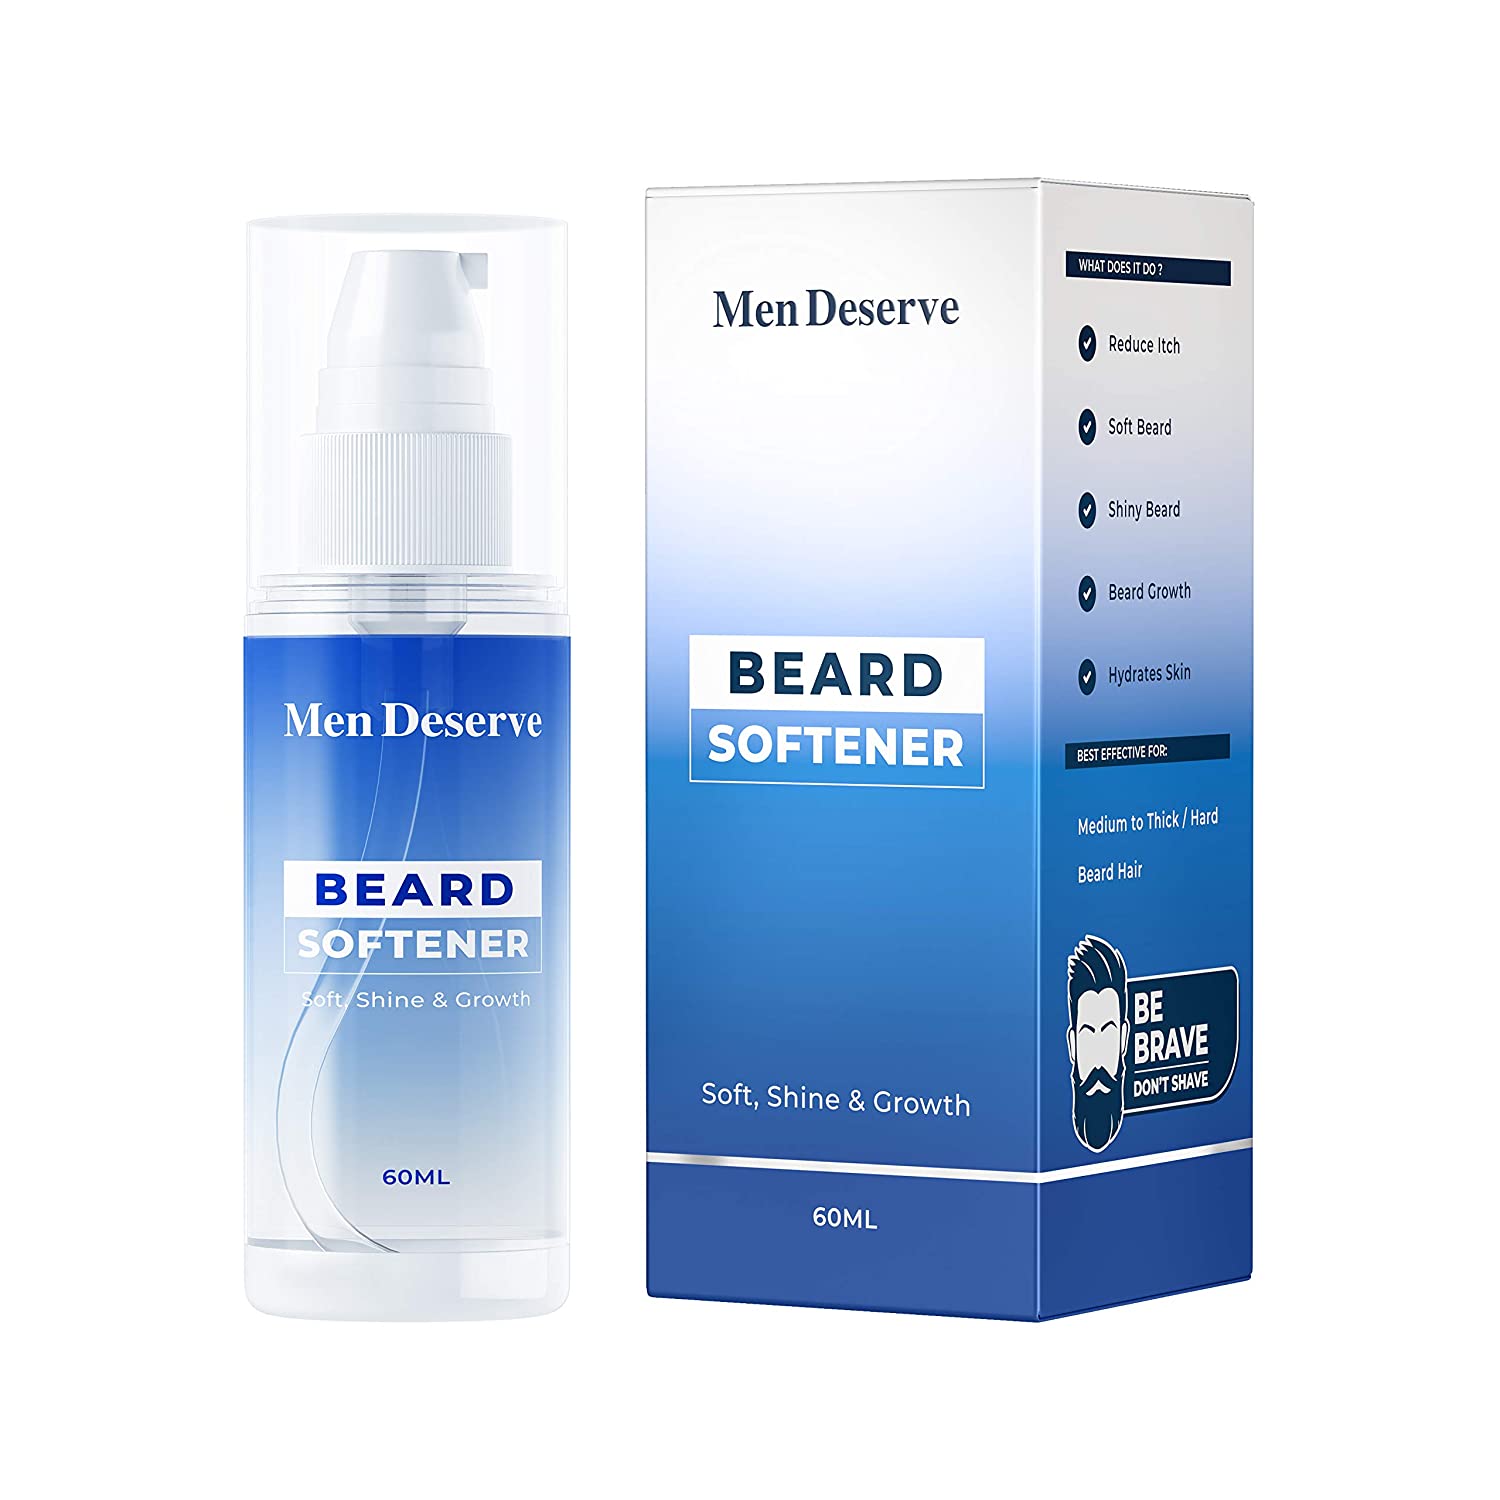 Men Deserve
BEARD
SOFTENER
Soft, Shine & Growth
60ML
Men Deserve
BEARD
SOFTENER
Soft, Shine & Growth
60ML
WHAT DOES IT DO ?
Reduce Itch
Soft Beard
Shiny Beard
Beard Growth
Hydrates Skin
BEST EFFECTIVE FOR:
Medium to Thick / Hard
Beard Hair
BE
BRAVE
DON'T SHAVE